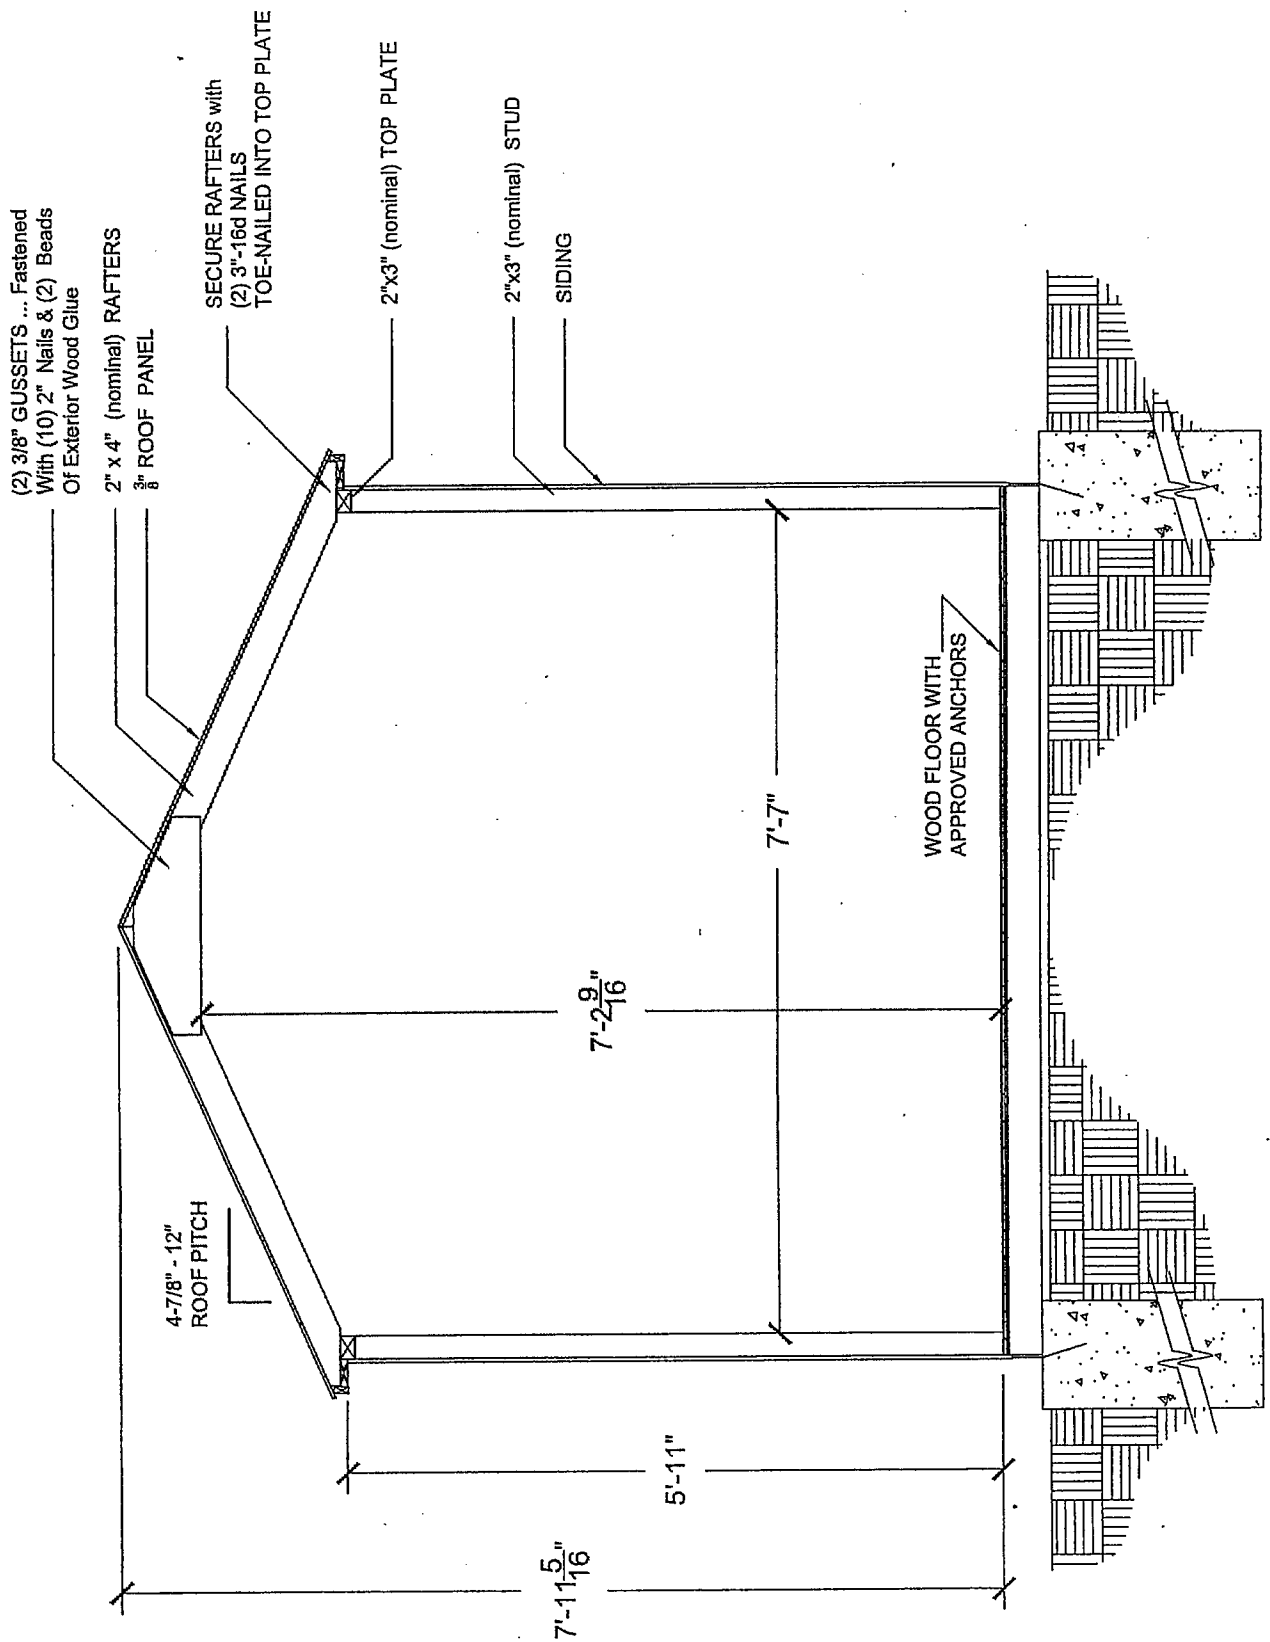 (2) 3/8" GUSSETS ... Fastened
With (10) 2" Nails & (2) Beads
Of Exterior Wood Glue
2" x 4" (nominal) RAFTERS
3/8" ROOF PANEL
SECURE RAFTERS with
(2) 3"-16d NAILS
TOE-NAILED INTO TOP PLATE
2"x3" (nominal) TOP PLATE
2"x3" (nominal) STUD
SIDING
4-7/8" - 12"
ROOF PITCH
7'-2 9/16"
7'-7"
WOOD FLOOR WITH
APPROVED ANCHORS
5'-11"
7'-11 5/16"